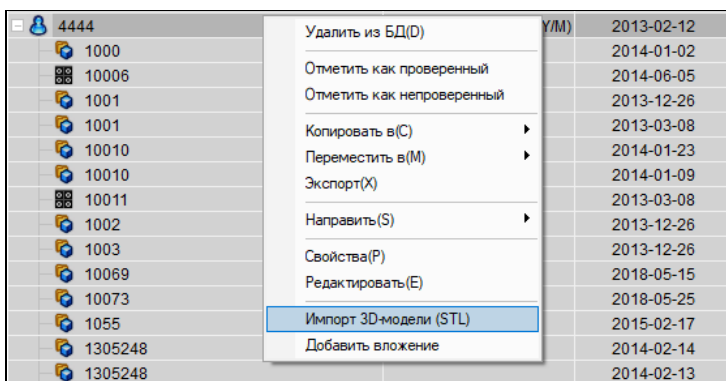 4444 Y/M) 2013-02-12
1000 2014-01-02
10006 2014-06-05
1001 2013-12-26
1001 2013-03-08
10010 2014-01-23
10010 2014-01-09
10011 2013-03-08
1002 2013-12-26
1003 2013-12-26
10069 2018-05-15
10073 2018-05-25
1055 2015-02-17
1305248 2014-02-14
1305248 2014-02-13
Удалить из БД(D)
Отметить как проверенный
Отметить как непроверенный
Копировать в(C)
Переместить в(M)
Экспорт(X)
Направить(S)
Свойства(P)
Редактировать(E)
Импорт 3D-модели (STL)
Добавить вложение